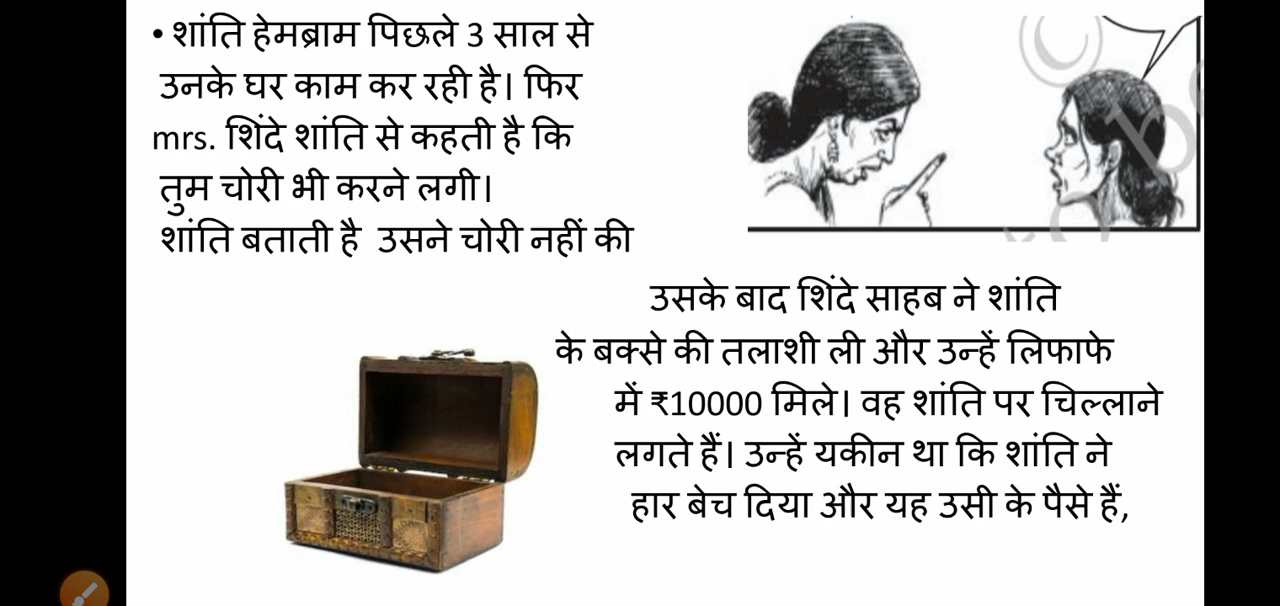 • शांति हेमब्राम पिछले 3 साल से
उनके घर काम कर रही है। फिर
mrs. शिंदे शांति से कहती है कि
तुम चोरी भी करने लगी।
शांति बताती है उसने चोरी नहीं की
उसके बाद शिंदे साहब ने शांति
के बक्से की तलाशी ली और उन्हें लिफाफे
में ₹10000 मिले। वह शांति पर चिल्लाने
लगते हैं। उन्हें यकीन था कि शांति ने
हार बेच दिया और यह उसी के पैसे हैं,